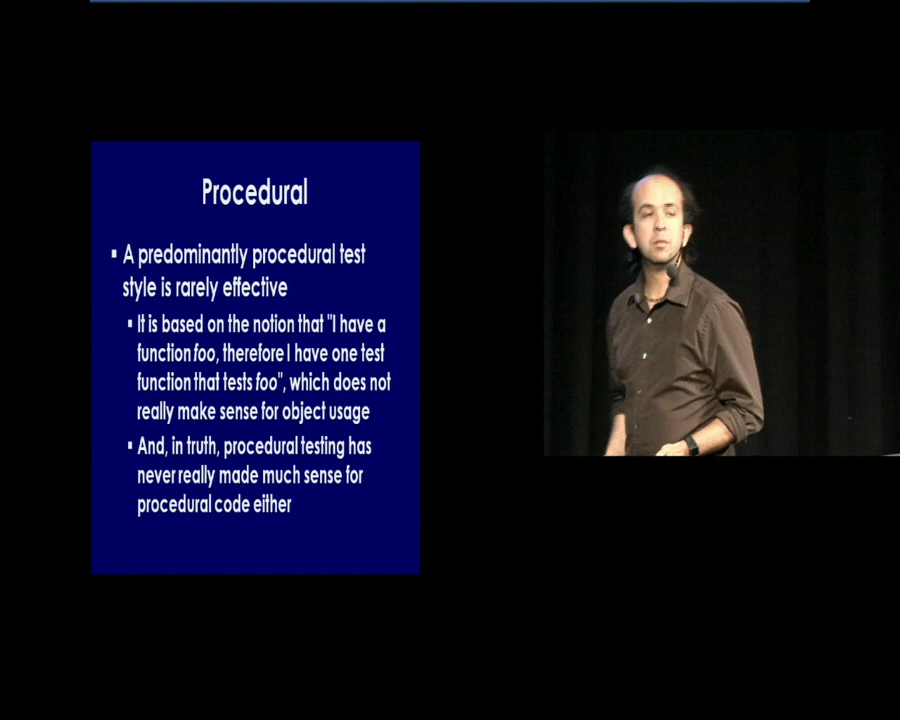 Procedural
▪ A predominantly procedural test
style is rarely effective
▪ It is based on the notion that "I have a
function foo, therefore I have one test
function that tests foo", which does not
really make sense for object usage
▪ And, in truth, procedural testing has
never really made much sense for
procedural code either